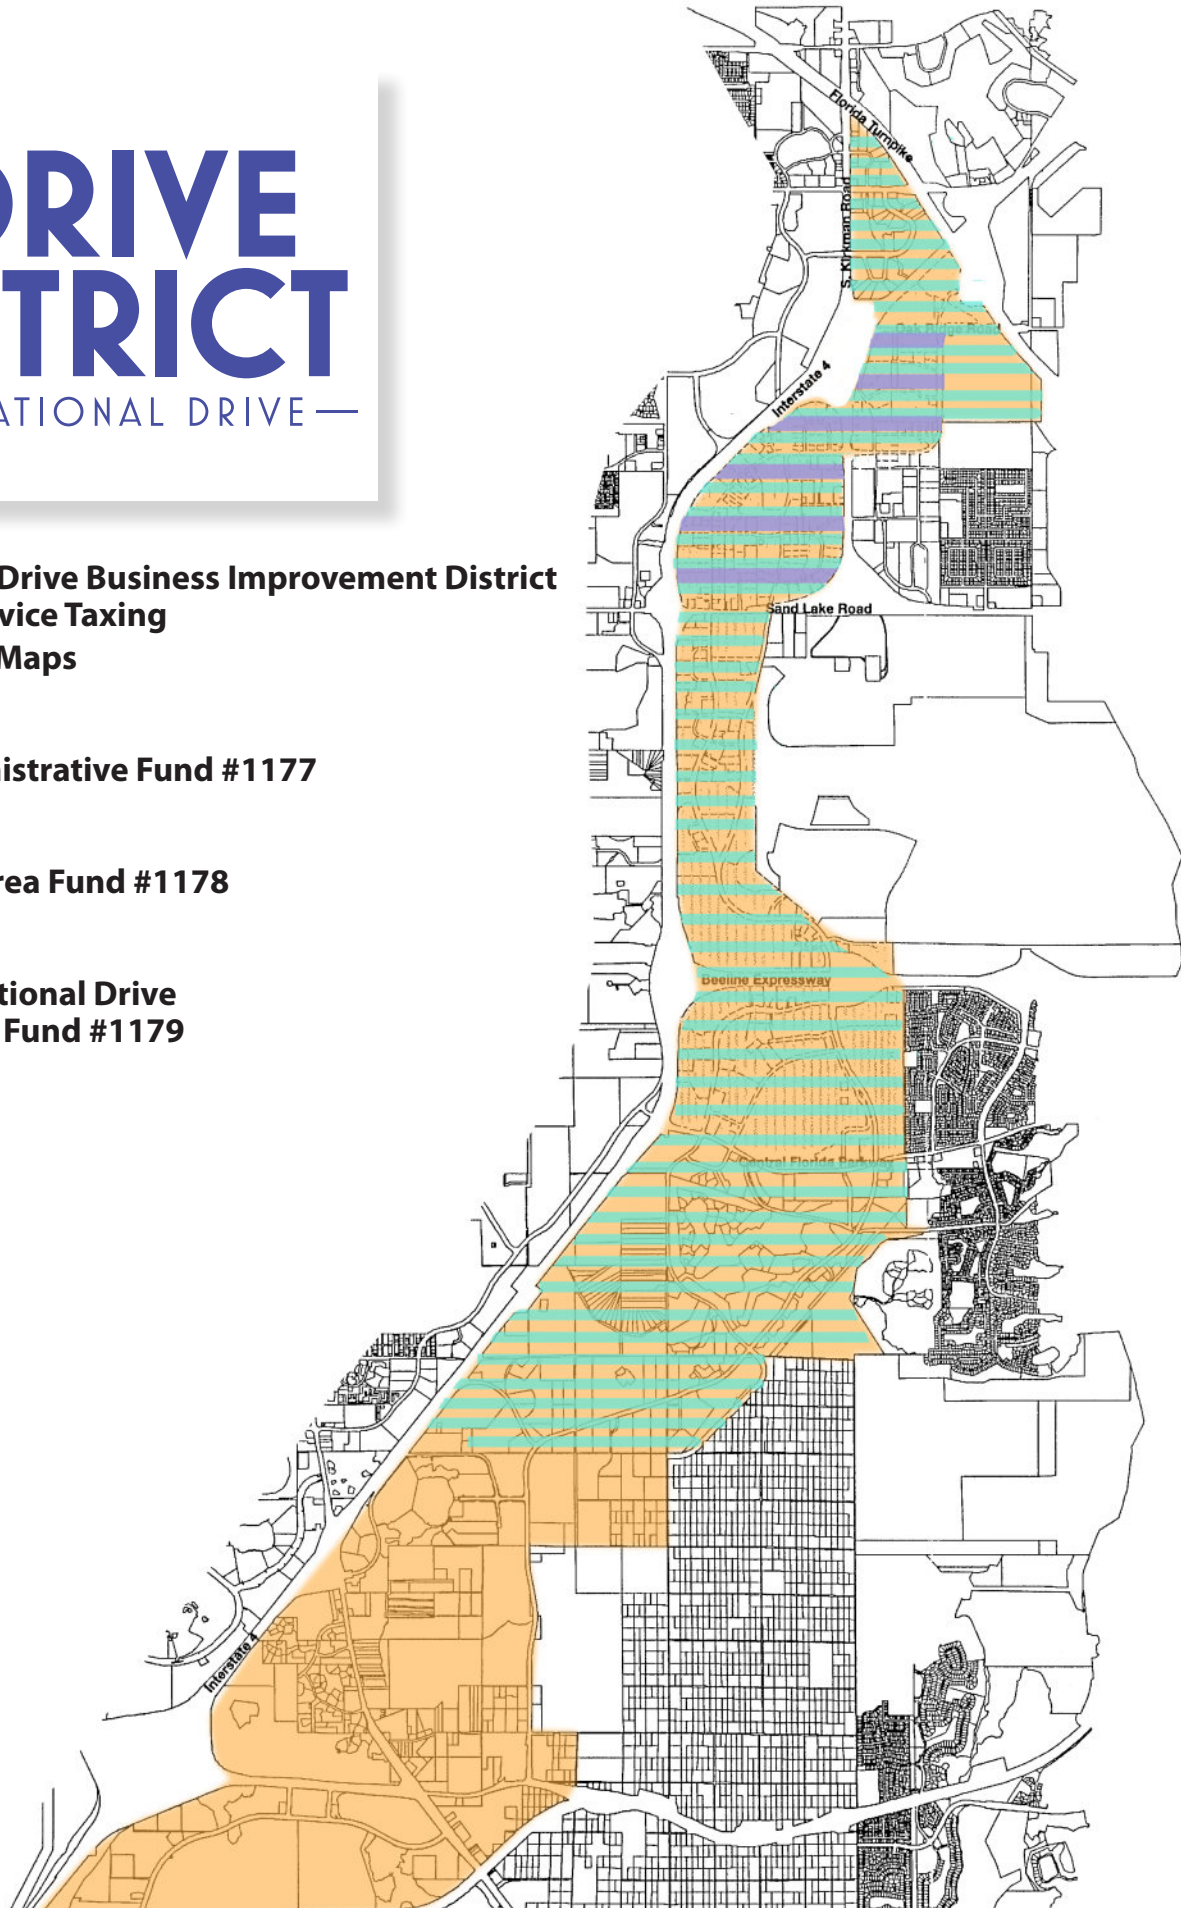 DRIVE
TRICT
ATIONAL DRIVE
Drive Business Improvement District
vice Taxing
Maps
istrative Fund #1177
rea Fund #1178
tional Drive
Fund #1179
Florida Turnpike
S. Kirkman Road
Oak Ridge Road
Interstate 4
Sand Lake Road
Beeline Expressway
Central Florida Parkway
Interstate 4